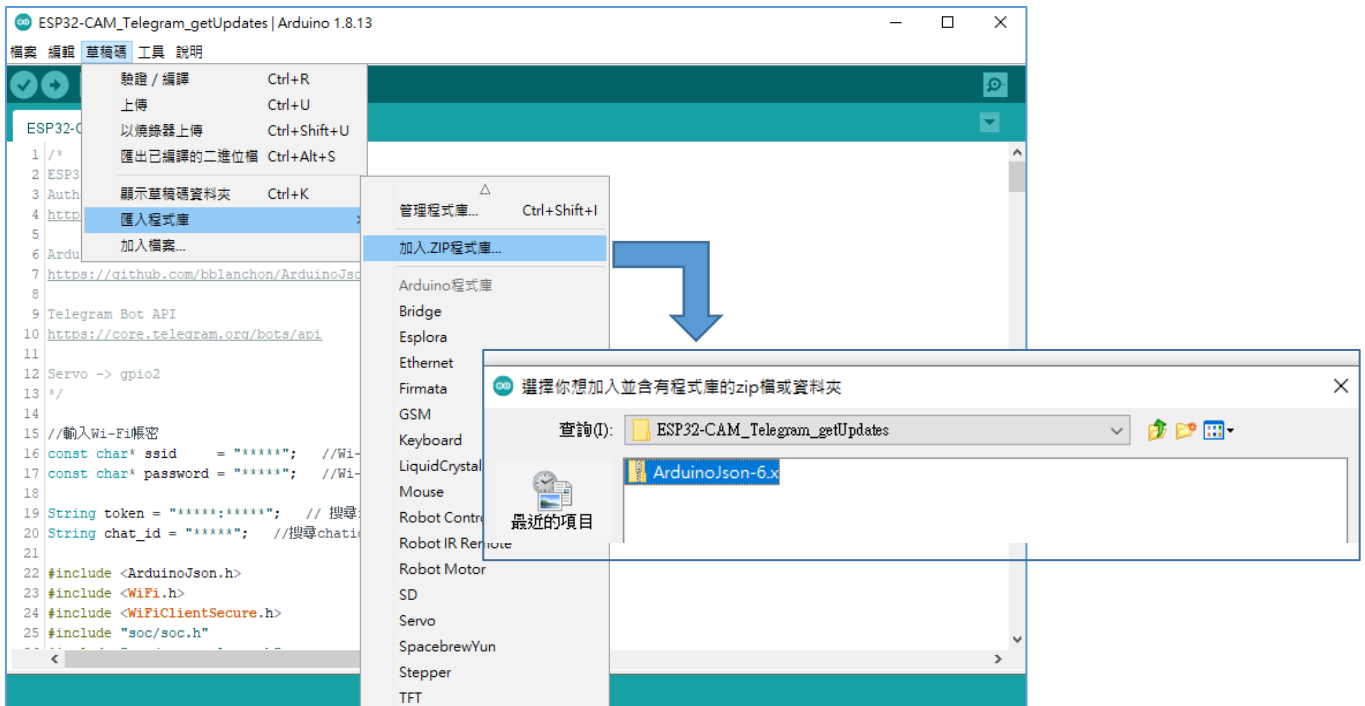 ESP32-CAM_Telegram_getUpdates | Arduino 1.8.13
檔案 編輯 草稿碼 工具 說明
驗證 / 編譯 Ctrl+R
上傳 Ctrl+U
以燒錄器上傳 Ctrl+Shift+U
匯出已編譯的二進位檔 Ctrl+Alt+S
顯示草稿碼資料夾 Ctrl+K
匯入程式庫
加入檔案...
管理程式庫... Ctrl+Shift+I
加入.ZIP程式庫...
Arduino程式庫
Bridge
Esplora
Ethernet
Firmata
GSM
Keyboard
LiquidCrystal
Mouse
Robot Contr
Robot IR Remote
Robot Motor
SD
Servo
SpacebrewYun
Stepper
TFT
ESP32-C
1 /*
2 ESP3
3 Auth
4 http
5
6 Ardu
7 https://github.com/bblanchon/ArduinoJso
8
9 Telegram Bot API
10 https://core.telegram.org/bots/api
11
12 Servo -> gpio2
13 */
14
15 //輸入Wi-Fi帳密
16 const char* ssid = "*****"; //Wi-
17 const char* password = "*****"; //Wi-
18
19 String token = "*****:*****"; // 搜尋
20 String chat_id = "*****"; //搜尋chati
21
22 #include <ArduinoJson.h>
23 #include <WiFi.h>
24 #include <WiFiClientSecure.h>
25 #include "soc/soc.h"
選擇你想加入並含有程式庫的zip檔或資料夾
查詢(I): ESP32-CAM_Telegram_getUpdates
ArduinoJson-6.x
最近的項目